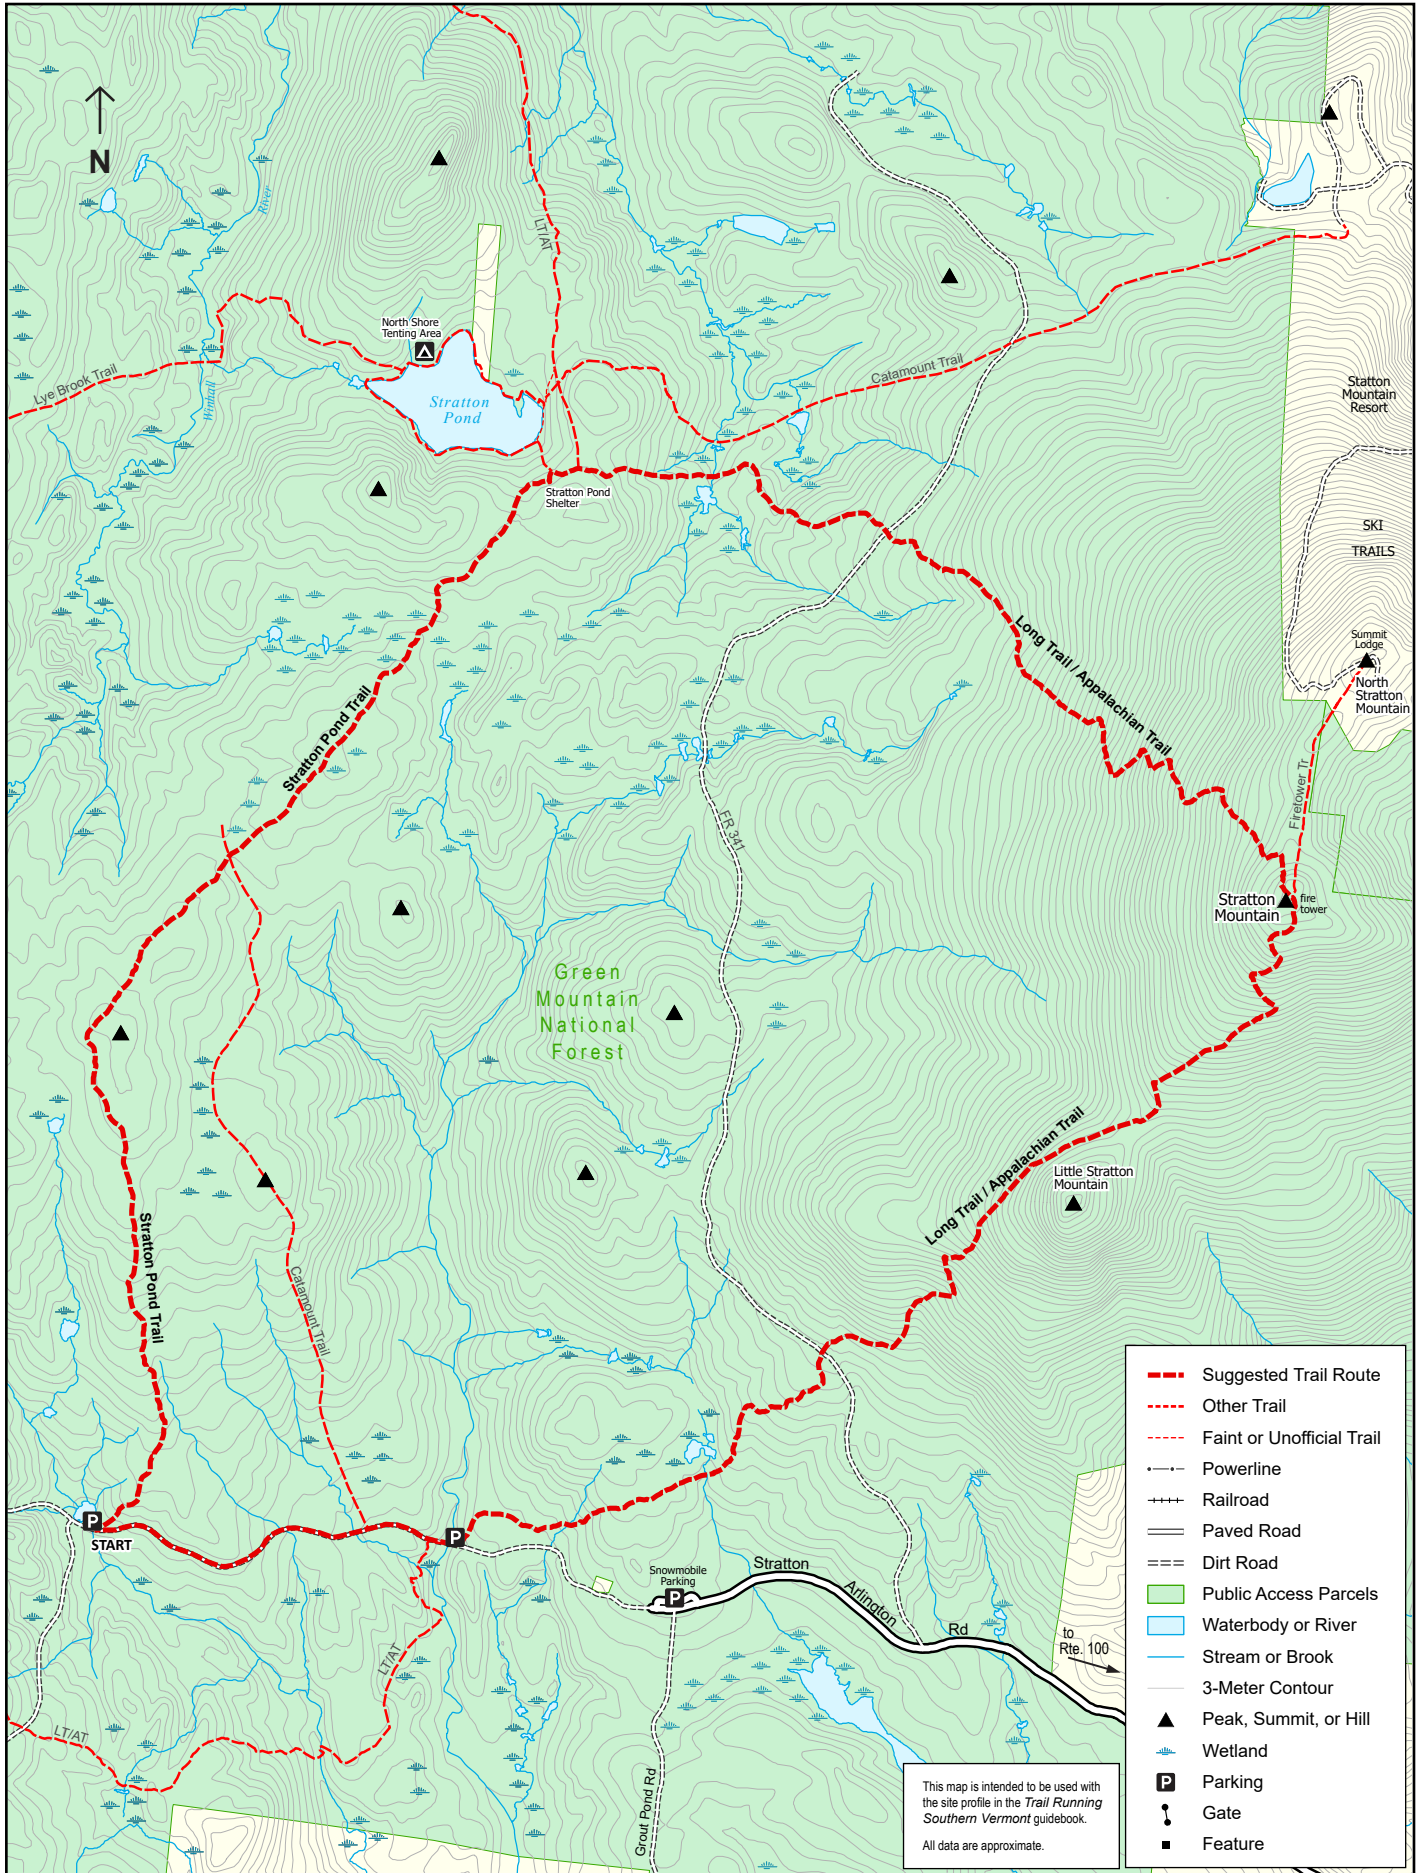 N
River
LT/AT
North Shore
Tenting Area
Lye Brook Trail
Winhall
Stratton
Pond
Catamount Trail
Statton
Mountain
Resort
Stratton Pond
Shelter
SKI
TRAILS
Long Trail / Appalachian Trail
Summit
Lodge
North
Stratton
Mountain
Stratton Pond Trail
Firetower Tr
FR 341
Stratton
Mountain
fire
tower
Green
Mountain
National
Forest
Long Trail / Appalachian Trail
Little Stratton
Mountain
Stratton Pond Trail
Catamount Trail
P
START
P
Snowmobile
Parking
P
Stratton
Arlington
Rd
to
Rte. 100
LT/AT
LT/AT
Grout Pond Rd
Suggested Trail Route
Other Trail
Faint or Unofficial Trail
Powerline
Railroad
Paved Road
Dirt Road
Public Access Parcels
Waterbody or River
Stream or Brook
3-Meter Contour
Peak, Summit, or Hill
Wetland
P Parking
Gate
Feature
This map is intended to be used with
the site profile in the Trail Running
Southern Vermont guidebook.
All data are approximate.